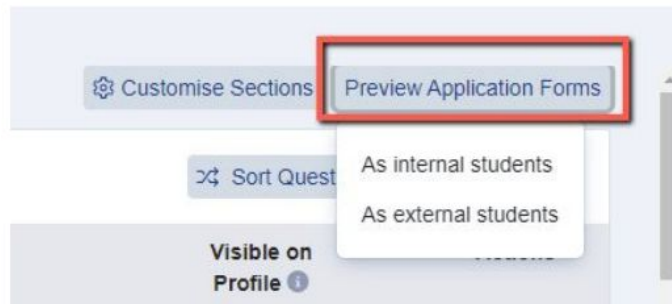 Customise Sections Preview Application Forms
As internal students
Sort Quest
As external students
Visible on
Profile